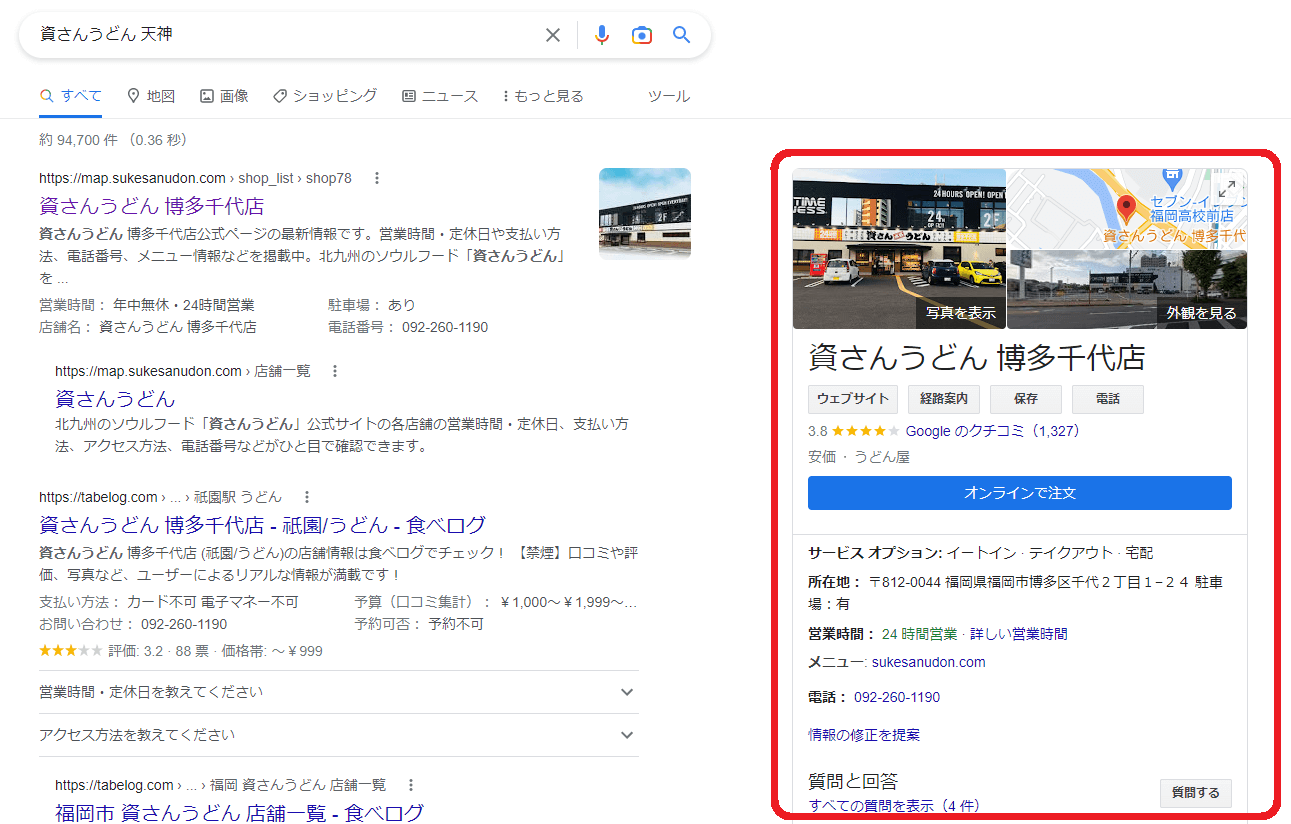 資さんうどん 天神
すべて 地図 画像 ショッピング ニュース もっと見る ツール
約 94,700 件 （0.36 秒）
https://map.sukesanudon.com › shop_list › shop78
資さんうどん 博多千代店
資さんうどん 博多千代店公式ページの最新情報です。営業時間・定休日や支払い方
法、電話番号、メニュー情報などを掲載中。北九州のソウルフード「資さんうどん」
を ...
営業時間： 年中無休・24時間営業 駐車場： あり
店舗名： 資さんうどん 博多千代店 電話番号： 092-260-1190
https://map.sukesanudon.com › 店舗一覧
資さんうどん
北九州のソウルフード「資さんうどん」公式サイトの各店舗の営業時間・定休日、支払い方
法、アクセス方法、電話番号などがひと目で確認できます。
https://tabelog.com › ... › 祇園駅 うどん
資さんうどん 博多千代店 - 祇園/うどん - 食べログ
資さんうどん 博多千代店 (祇園/うどん)の店舗情報は食べログでチェック！ 【禁煙】口コミや評
価、写真など、ユーザーによるリアルな情報が満載です！
支払い方法： カード不可 電子マネー不可 予算（口コミ集計）： ￥1,000～￥1,999～...
お問い合わせ： 092-260-1190 予約可否： 予約不可
★★★★★ 評価: 3.2 · 88 票 · 価格帯: ～￥999
営業時間・定休日を教えてください
アクセス方法を教えてください
https://tabelog.com › ... › 福岡 資さんうどん 店舗一覧
福岡市 資さんうどん 店舗一覧 - 食べログ
24HOURS OPEN!
24
2F
資さんうどん
写真を表示
セブン-イレブン
福岡高校前店
資さんうどん 博多千代
外観を見る
資さんうどん 博多千代店
ウェブサイト 経路案内 保存 電話
3.8 ★★★★★ Google のクチコミ（1,327）
安価 · うどん屋
オンラインで注文
サービス オプション: イートイン · テイクアウト · 宅配
所在地： 〒812-0044 福岡県福岡市博多区千代２丁目１−２４ 駐車
場：有
営業時間： 24 時間営業 · 詳しい営業時間
メニュー: sukesanudon.com
電話： 092-260-1190
情報の修正を提案
質問と回答
すべての質問を表示（4 件）
質問する